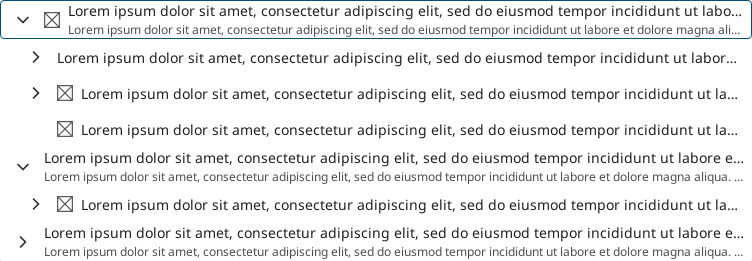 Lorem ipsum dolor sit amet, consectetur adipiscing elit, sed do eiusmod tempor incididunt ut labo...
Lorem ipsum dolor sit amet, consectetur adipiscing elit, sed do eiusmod tempor incididunt ut labore et dolore magna ali...
Lorem ipsum dolor sit amet, consectetur adipiscing elit, sed do eiusmod tempor incididunt ut labor...
Lorem ipsum dolor sit amet, consectetur adipiscing elit, sed do eiusmod tempor incididunt ut la...
Lorem ipsum dolor sit amet, consectetur adipiscing elit, sed do eiusmod tempor incididunt ut la...
Lorem ipsum dolor sit amet, consectetur adipiscing elit, sed do eiusmod tempor incididunt ut labore e...
Lorem ipsum dolor sit amet, consectetur adipiscing elit, sed do eiusmod tempor incididunt ut labore et dolore magna aliqua. ...
Lorem ipsum dolor sit amet, consectetur adipiscing elit, sed do eiusmod tempor incididunt ut la...
Lorem ipsum dolor sit amet, consectetur adipiscing elit, sed do eiusmod tempor incididunt ut labore e...
Lorem ipsum dolor sit amet, consectetur adipiscing elit, sed do eiusmod tempor incididunt ut labore et dolore magna aliqua. ...